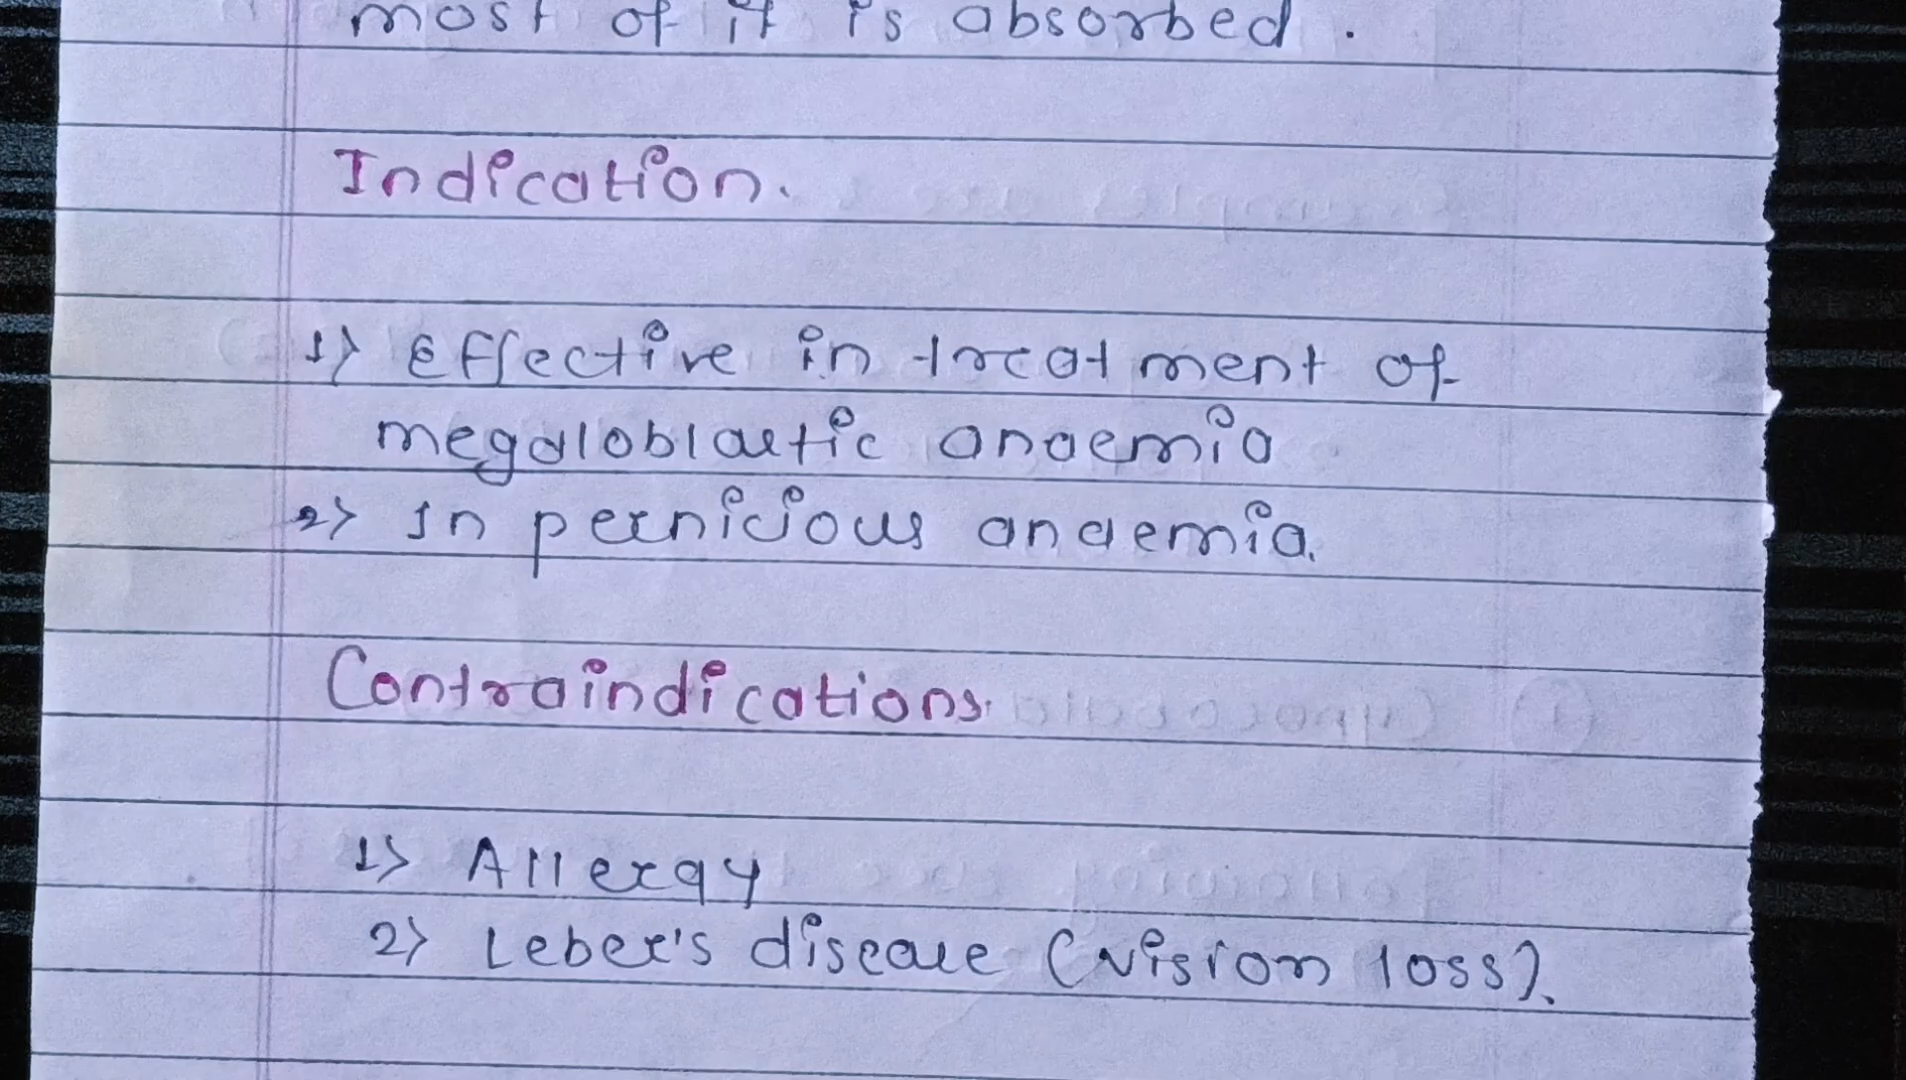 most of it is absorbed.
Indication.
1) Effective in treatment of
megaloblastic anaemia
2) In pernicious anaemia.
Contraindications.
1) Allergy
2) Leber's disease (vision loss).